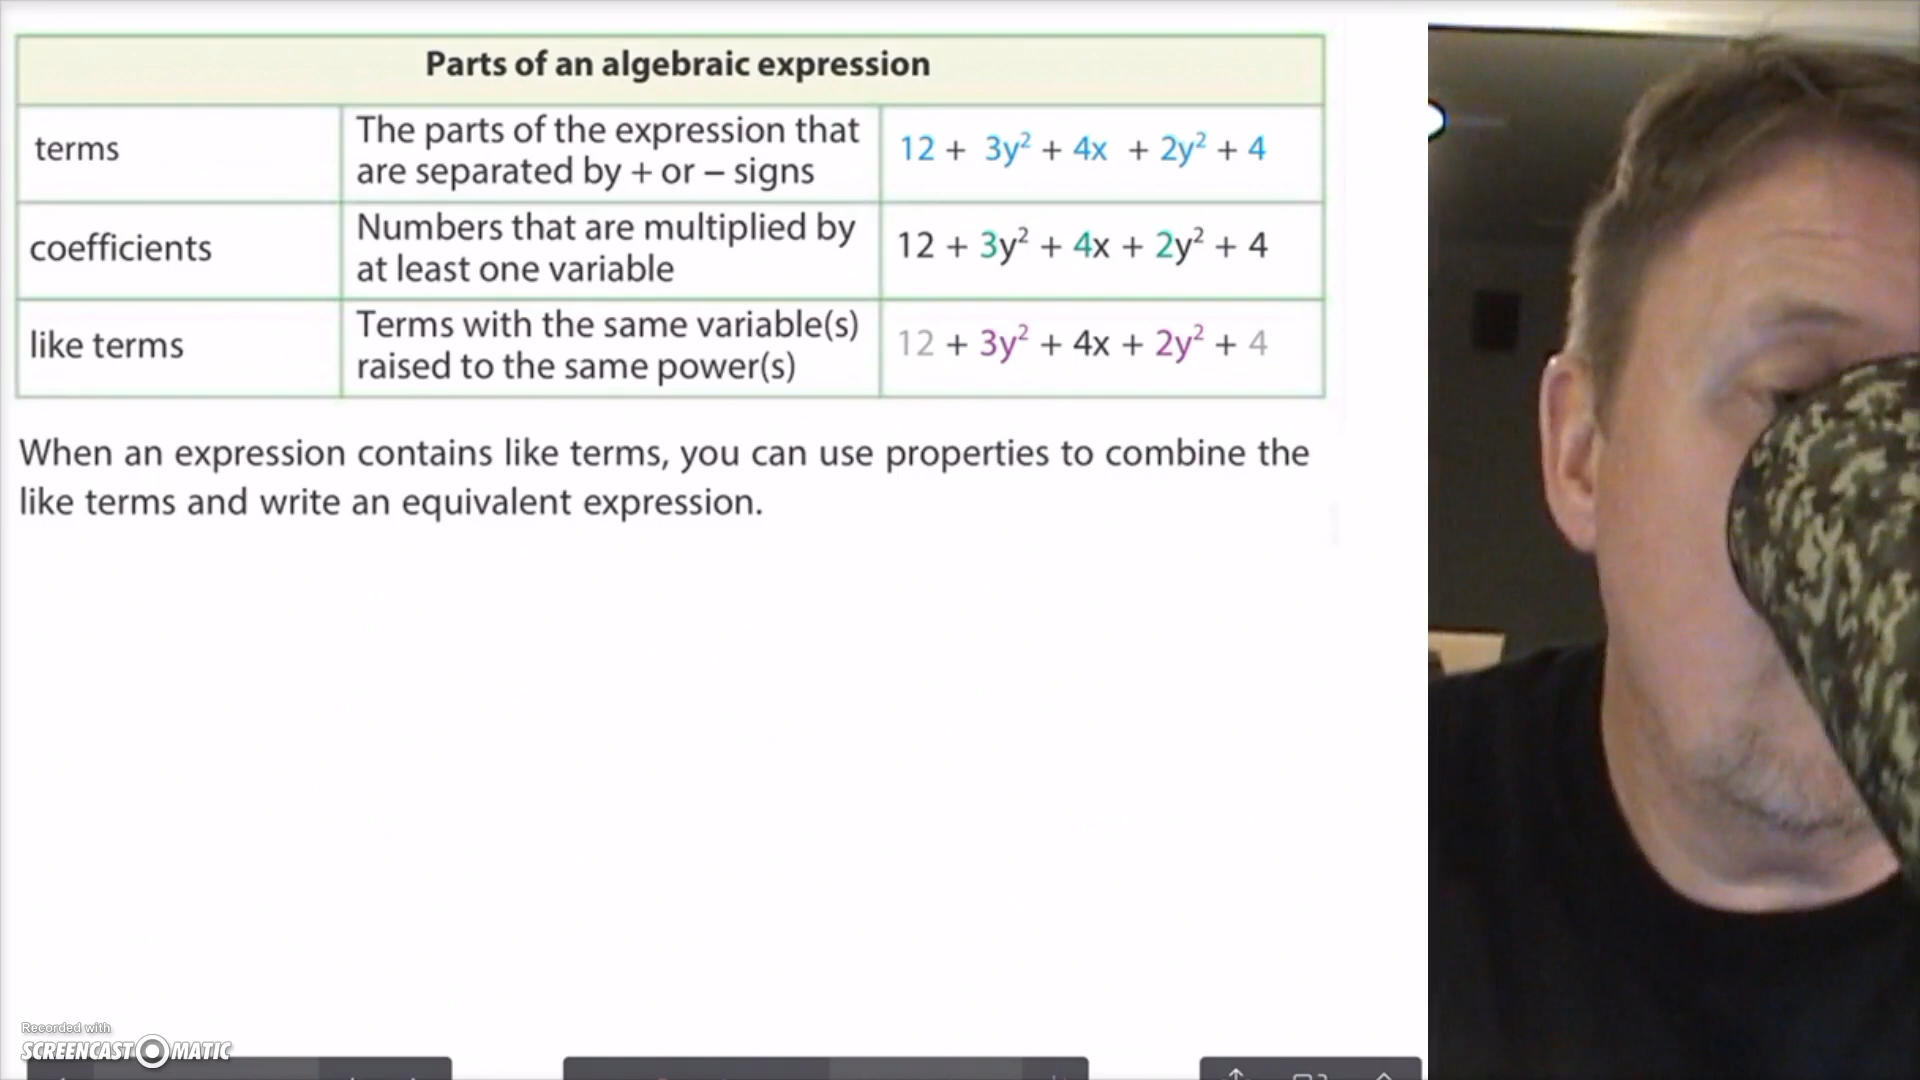 Parts of an algebraic expression
terms
The parts of the expression that
are separated by + or − signs
12 + 3y² + 4x + 2y² + 4
coefficients
Numbers that are multiplied by
at least one variable
12 + 3y² + 4x + 2y² + 4
like terms
Terms with the same variable(s)
raised to the same power(s)
12 + 3y² + 4x + 2y² + 4
When an expression contains like terms, you can use properties to combine the
like terms and write an equivalent expression.
Recorded with
SCREENCAST MATIC